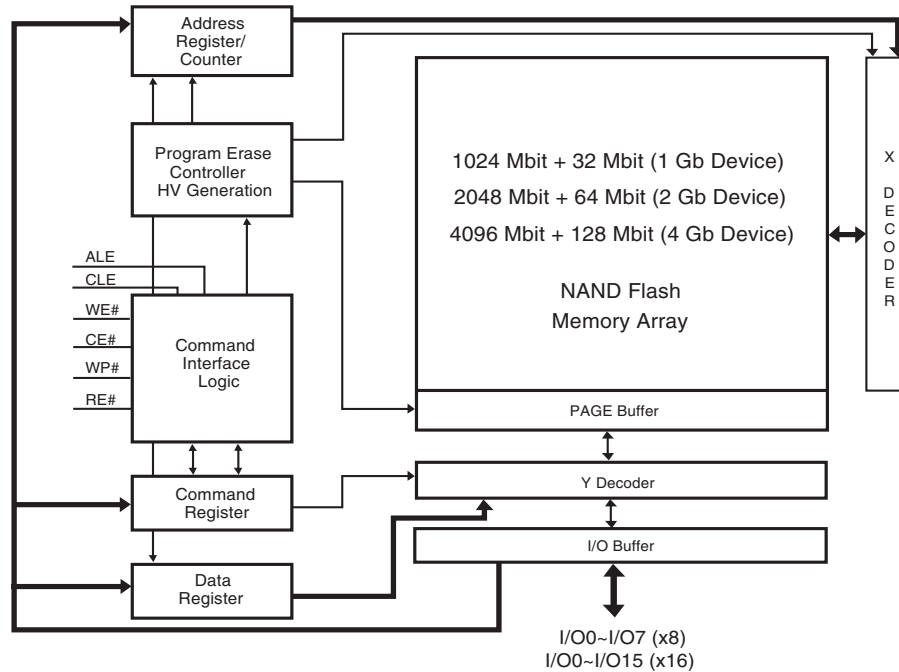 Address
Register/
Counter
Program Erase
Controller
HV Generation
1024 Mbit + 32 Mbit (1 Gb Device)
2048 Mbit + 64 Mbit (2 Gb Device)
4096 Mbit + 128 Mbit (4 Gb Device)
NAND Flash
Memory Array
X
D
E
C
O
D
E
R
ALE
CLE
WE#
CE#
WP#
RE#
Command
Interface
Logic
PAGE Buffer
Command
Register
Y Decoder
I/O Buffer
Data
Register
I/O0~I/O7 (x8)
I/O0~I/O15 (x16)